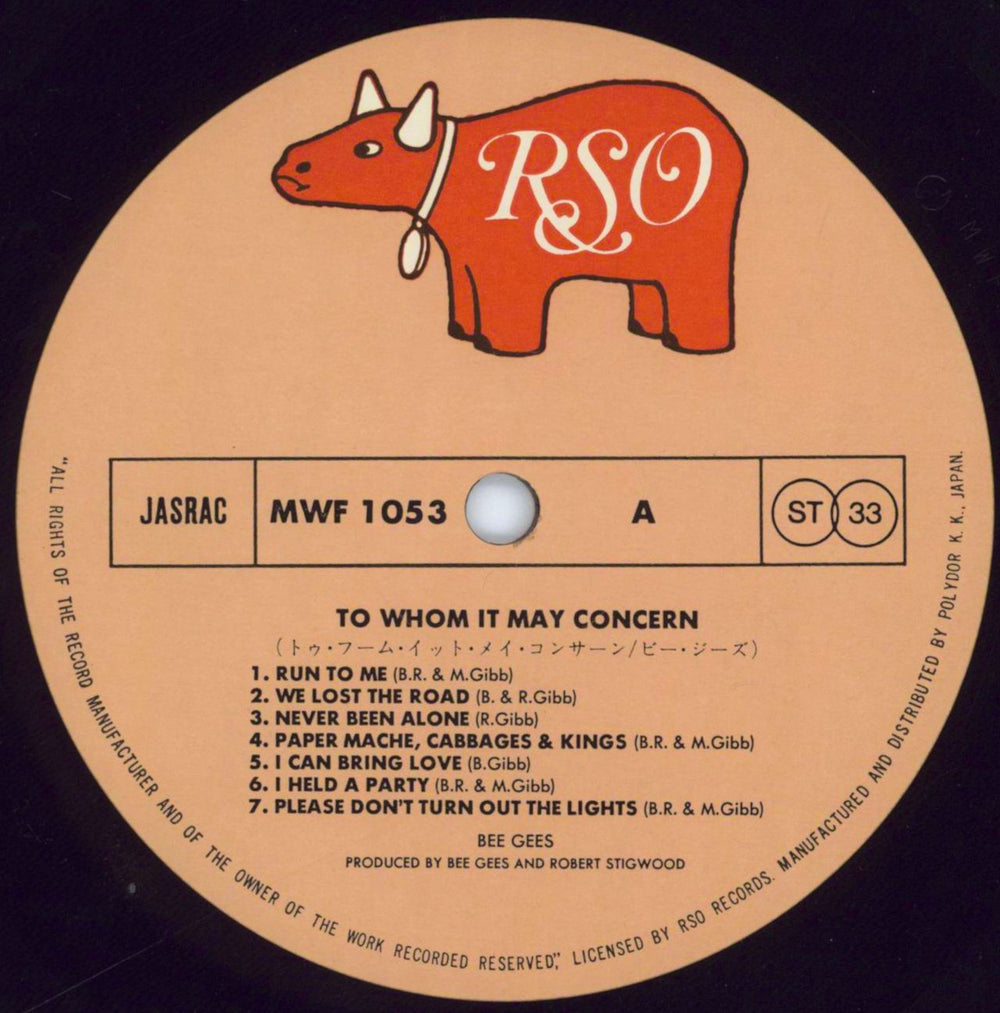 RSO
JASRAC MWF 1053 A ST 33
TO WHOM IT MAY CONCERN
(トゥ・フーム・イット・メイ・コンサーン/ビー・ジーズ)
1. RUN TO ME (B.R. & M.Gibb)
2. WE LOST THE ROAD (B. & R.Gibb)
3. NEVER BEEN ALONE (R.Gibb)
4. PAPER MACHE, CABBAGES & KINGS (B.R. & M.Gibb)
5. I CAN BRING LOVE (B.Gibb)
6. I HELD A PARTY (B.R. & M.Gibb)
7. PLEASE DON'T TURN OUT THE LIGHTS (B.R. & M.Gibb)
BEE GEES
PRODUCED BY BEE GEES AND ROBERT STIGWOOD
"ALL RIGHTS OF THE RECORD MANUFACTURER AND OF THE OWNER OF THE WORK RECORDED RESERVED", LICENSED BY RSO RECORDS. MANUFACTURED AND DISTRIBUTED BY POLYDOR K. K., JAPAN.